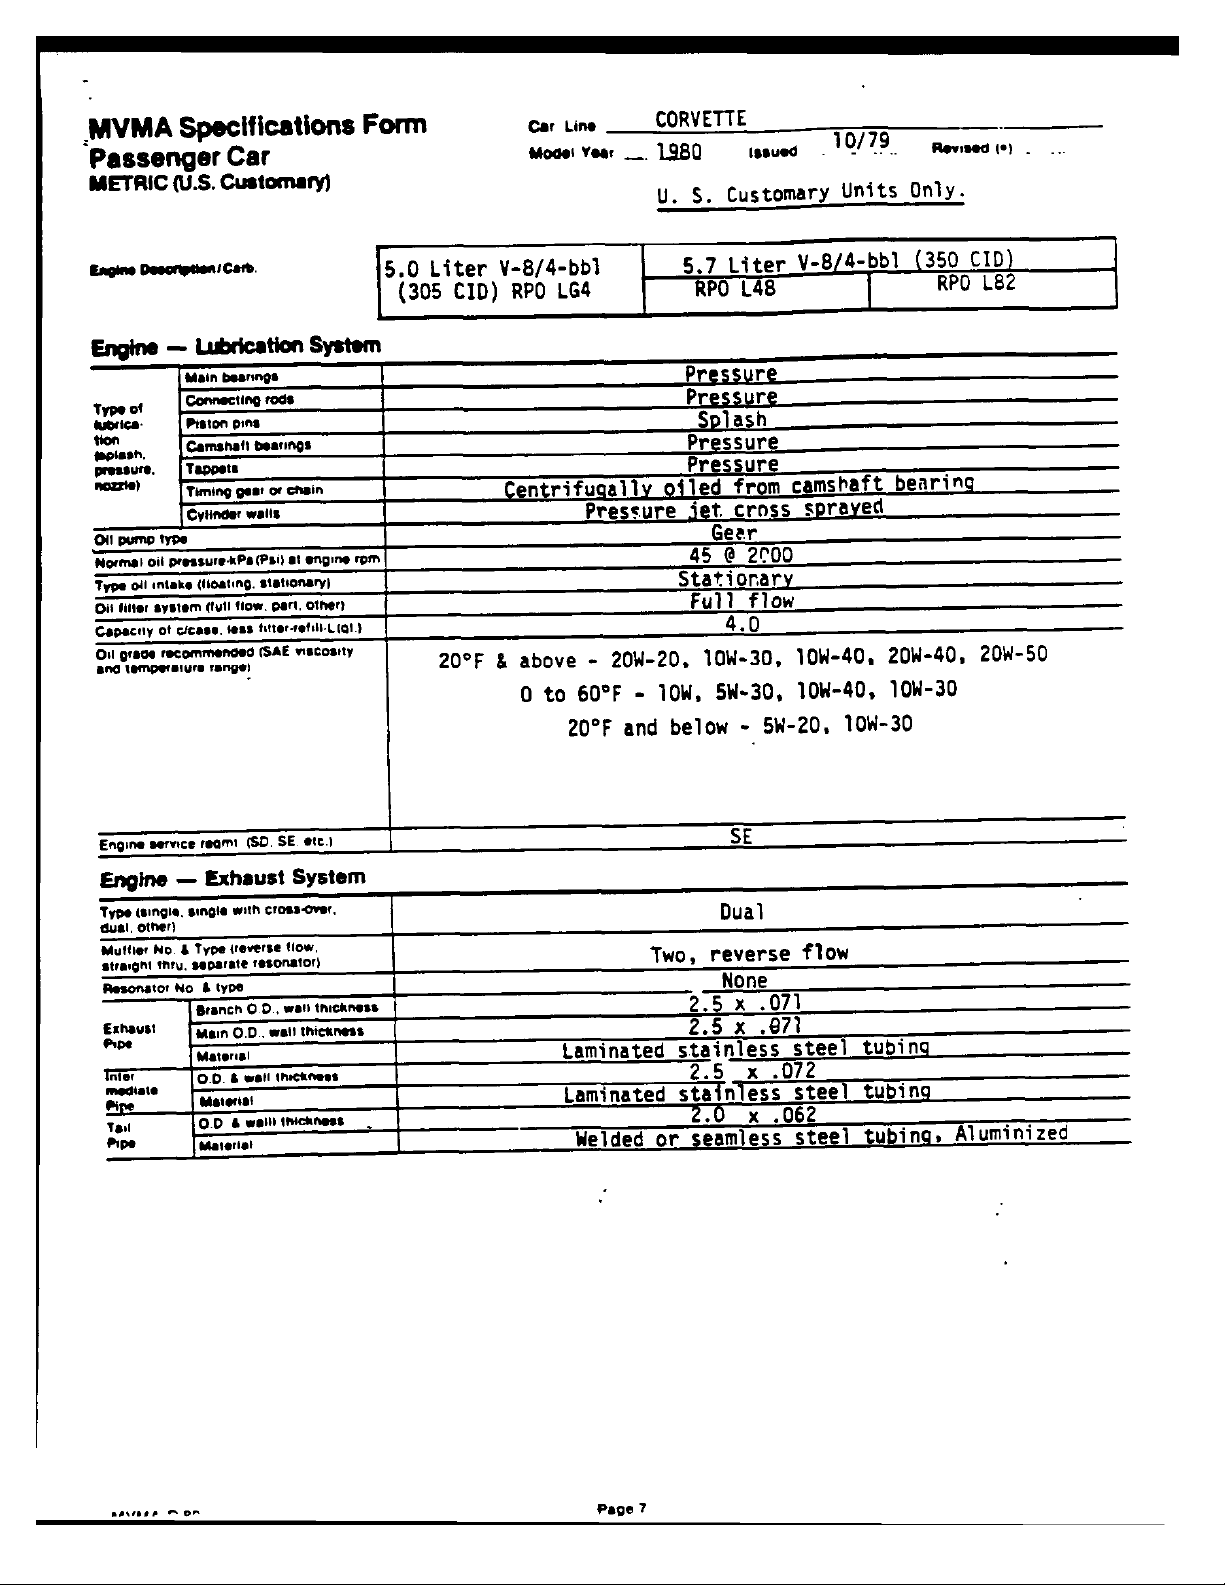 MVMA Specifications Form
Passenger Car
METRIC (U.S. Customary)
Car Line CORVETTE
Model Year 1980 Issued 10/79 Revised (•)
U. S. Customary Units Only.
Engine Description/Carb.
5.0 Liter V-8/4-bbl
(305 CID) RPO LG4
5.7 Liter V-8/4-bbl (350 CID)
RPO L48
RPO L82
Engine — Lubrication System
Type of lubrica-
tion
(splash,
pressure,
nozzle)
Main bearings Pressure
Connecting rods Pressure
Piston pins Splash
Camshaft bearings Pressure
Tappets Pressure
Timing gear or chain Centrifugally oiled from camshaft bearing
Cylinder walls Pressure jet cross sprayed
Oil pump type Gear
Normal oil pressure-kPa (Psi) at engine rpm 45 @ 2000
Type oil intake (floating, stationary) Stationary
Oil filter system (full flow, part, other) Full flow
Capacity of c/case, less filter-refill-L(qt.) 4.0
Oil grade recommended (SAE viscosity
and temperature range)
20°F & above - 20W-20, 10W-30, 10W-40, 20W-40, 20W-50
0 to 60°F - 10W, 5W-30, 10W-40, 10W-30
20°F and below - 5W-20, 10W-30
Engine service reqmt (SD, SE, etc.) SE
Engine — Exhaust System
Type (single, single with cross-over,
dual, other) Dual
Muffler No. & Type (reverse flow,
straight thru, separate resonator) Two, reverse flow
Resonator No & type None
Exhaust
Pipe
Branch O.D., wall thickness 2.5 x .071
Main O.D., wall thickness 2.5 x .071
Material Laminated stainless steel tubing
Inter
mediate
Pipe
O.D. & wall thickness 2.5 x .072
Material Laminated stainless steel tubing
Tail
Pipe
O.D & walll thickness 2.0 x .062
Material Welded or seamless steel tubing, Aluminized
Page 7